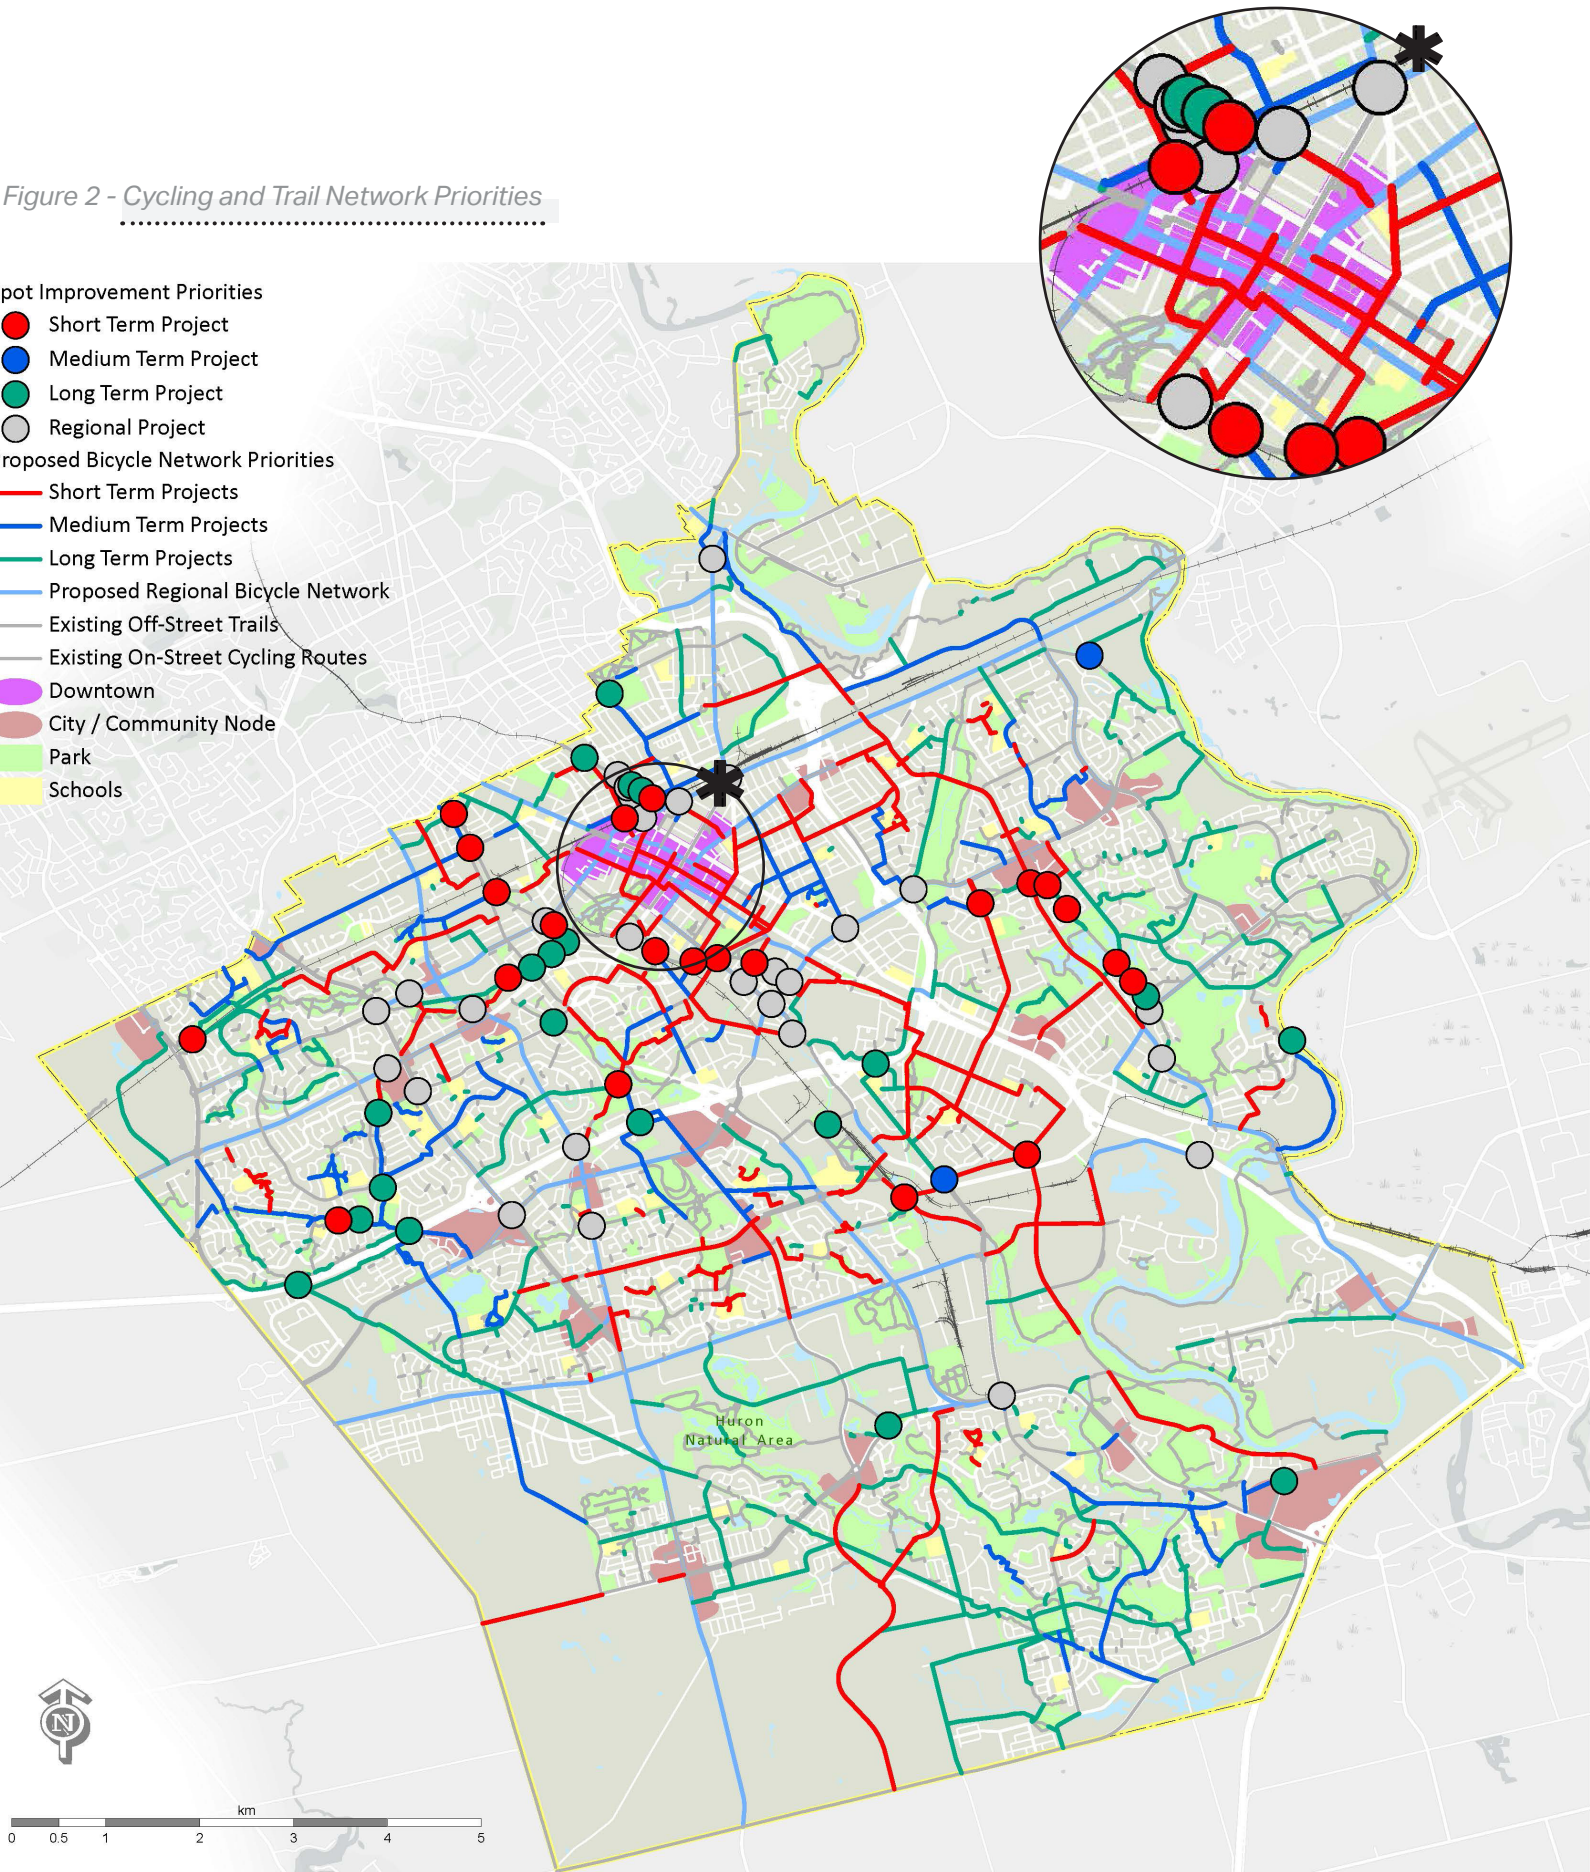 Figure 2 - Cycling and Trail Network Priorities
pot Improvement Priorities
Short Term Project
Medium Term Project
Long Term Project
Regional Project
roposed Bicycle Network Priorities
Short Term Projects
Medium Term Projects
Long Term Projects
Proposed Regional Bicycle Network
Existing Off-Street Trails
Existing On-Street Cycling Routes
Downtown
City / Community Node
Park
Schools
Huron
Natural Area
N
km
0 0.5 1 2 3 4 5